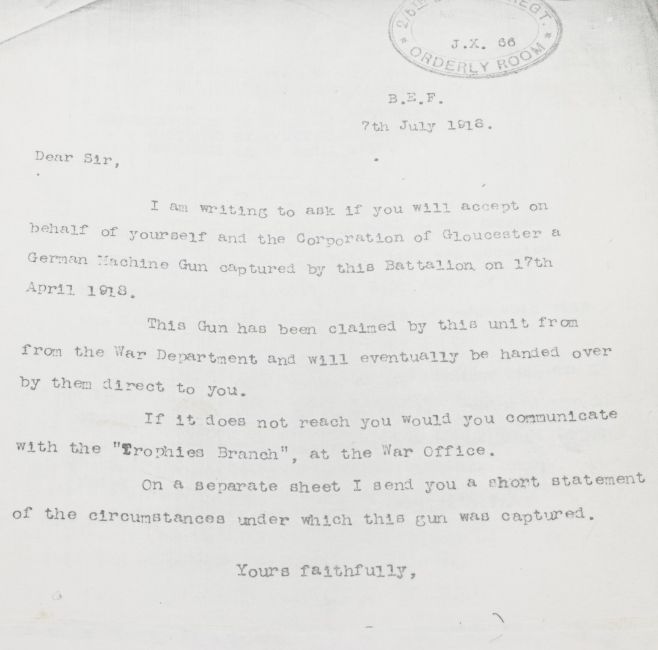 REGT.
J.X. 66
ORDERLY ROOM
B.E.F.
7th July 1918.
Dear Sir,
I am writing to ask if you will accept on
behalf of yourself and the Corporation of Gloucester a
German Machine Gun captured by this Battalion on 17th
April 1918.
This Gun has been claimed by this unit from
from the War Department and will eventually be handed over
by them direct to you.
If it does not reach you would you communicate
with the "Trophies Branch", at the War Office.
On a separate sheet I send you a short statement
of the circumstances under which this gun was captured.
Yours faithfully,